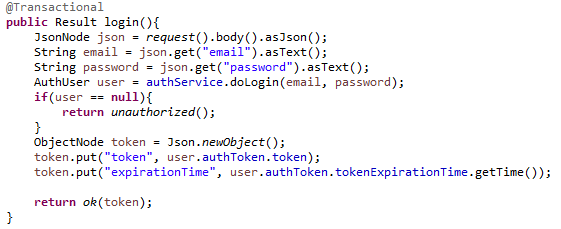 @Transactional
public Result login(){
    JsonNode json = request().body().asJson();
    String email = json.get("email").asText();
    String password = json.get("password").asText();
    AuthUser user = authService.doLogin(email, password);
    if(user == null){
        return unauthorized();
    }
    ObjectNode token = Json.newObject();
    token.put("token", user.authToken.token);
    token.put("expirationTime", user.authToken.tokenExpirationTime.getTime());

    return ok(token);
}